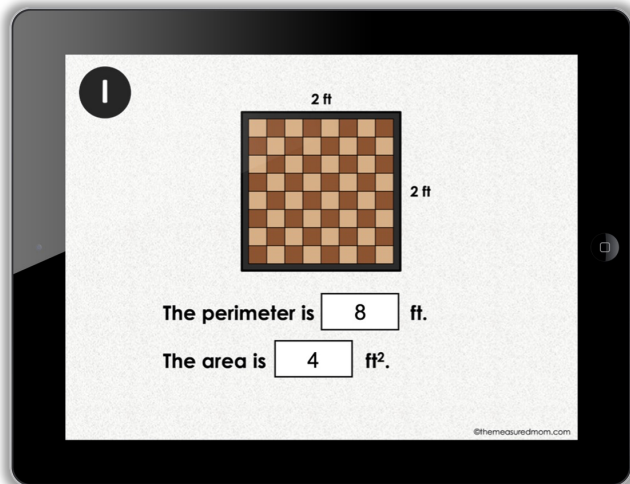 1
2 ft
2 ft
The perimeter is 8 ft.
The area is 4 ft².
©themeasuredmom.com